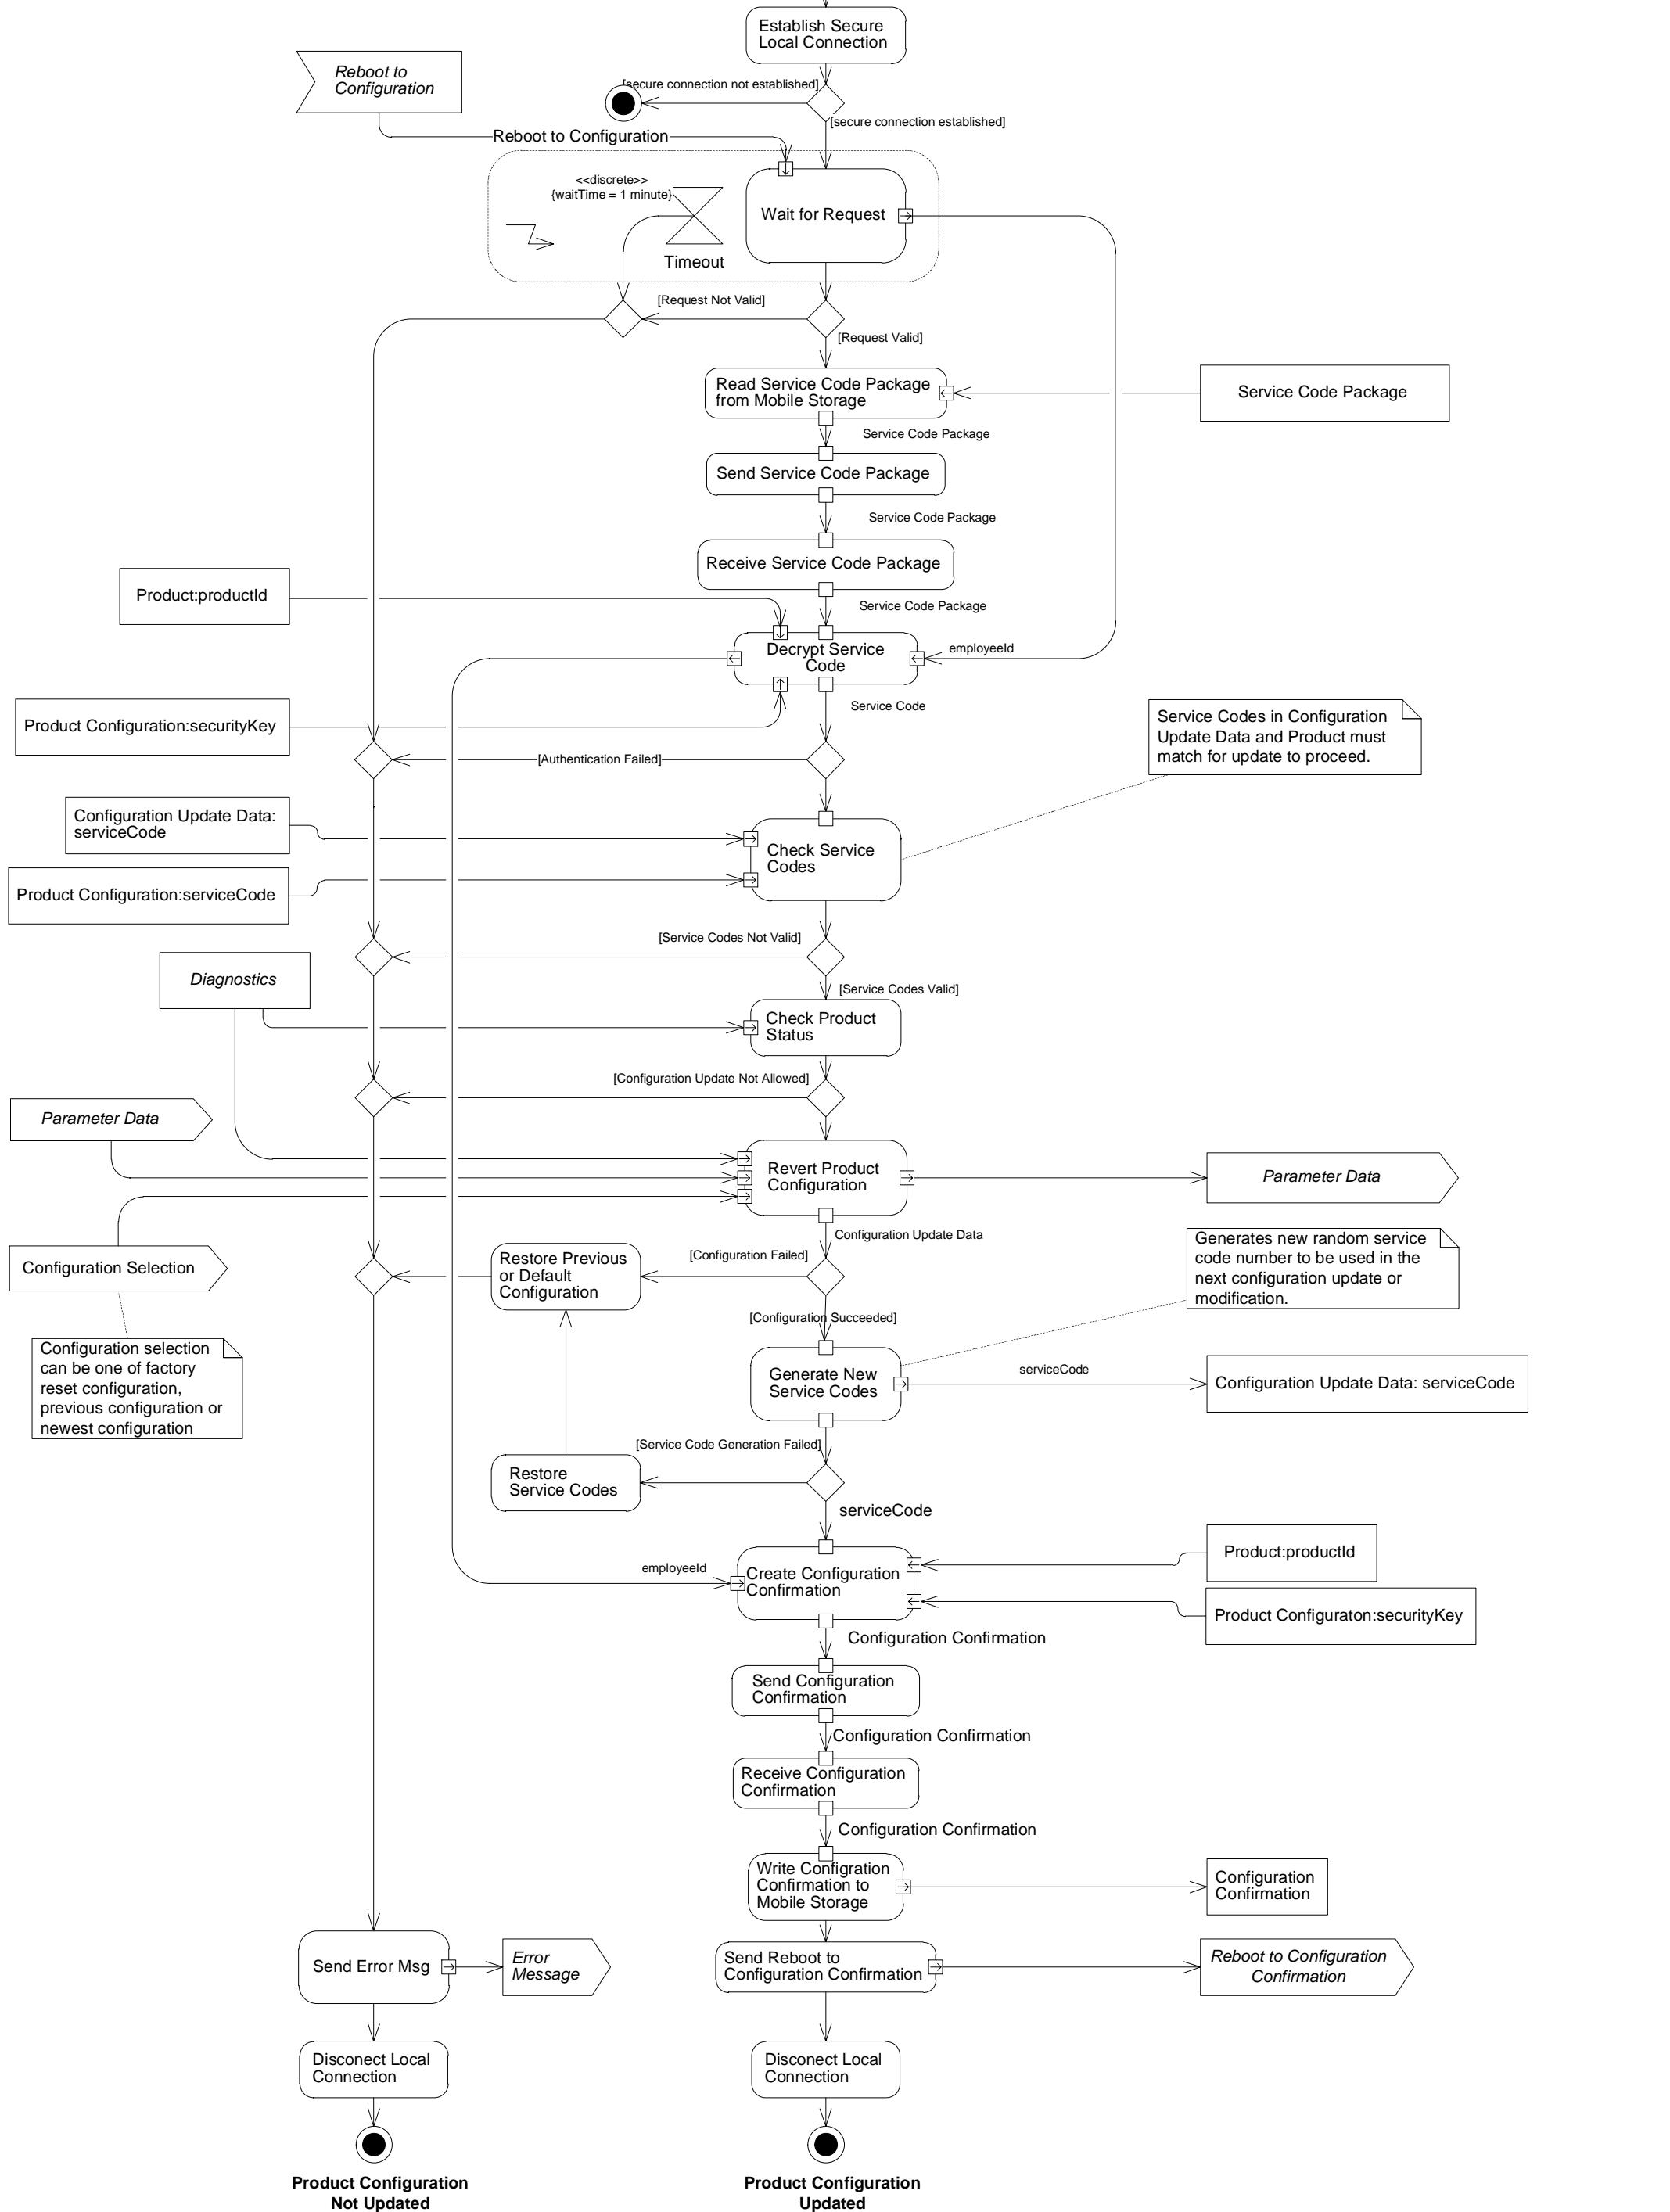 Establish Secure
Local Connection
Reboot to
Configuration
[secure connection not established]
[secure connection established]
Reboot to Configuration
<<discrete>>
{waitTime = 1 minute}
Wait for Request
Timeout
[Request Not Valid]
[Request Valid]
Read Service Code Package
from Mobile Storage
Service Code Package
Service Code Package
Send Service Code Package
Service Code Package
Receive Service Code Package
Product:productId
Service Code Package
Decrypt Service
Code
employeeId
Service Code
Product Configuration:securityKey
Service Codes in Configuration
Update Data and Product must
match for update to proceed.
[Authentication Failed]
Configuration Update Data:
serviceCode
Check Service
Codes
Product Configuration:serviceCode
[Service Codes Not Valid]
Diagnostics
[Service Codes Valid]
Check Product
Status
[Configuration Update Not Allowed]
Parameter Data
Revert Product
Configuration
Parameter Data
Configuration Update Data
Configuration Selection
[Configuration Failed]
Restore Previous
or Default
Configuration
Generates new random service
code number to be used in the
next configuration update or
modification.
[Configuration Succeeded]
Configuration selection
can be one of factory
reset configuration,
previous configuration or
newest configuration
Generate New
Service Codes
serviceCode
Configuration Update Data: serviceCode
[Service Code Generation Failed]
Restore
Service Codes
serviceCode
Product:productId
employeeId
Create Configuration
Confirmation
Product Configuraton:securityKey
Configuration Confirmation
Send Configuration
Confirmation
Configuration Confirmation
Receive Configuration
Confirmation
Configuration Confirmation
Write Configration
Confirmation to
Mobile Storage
Configuration
Confirmation
Send Error Msg
Error
Message
Send Reboot to
Configuration Confirmation
Reboot to Configuration
Confirmation
Disconect Local
Connection
Disconect Local
Connection
Product Configuration
Not Updated
Product Configuration
Updated